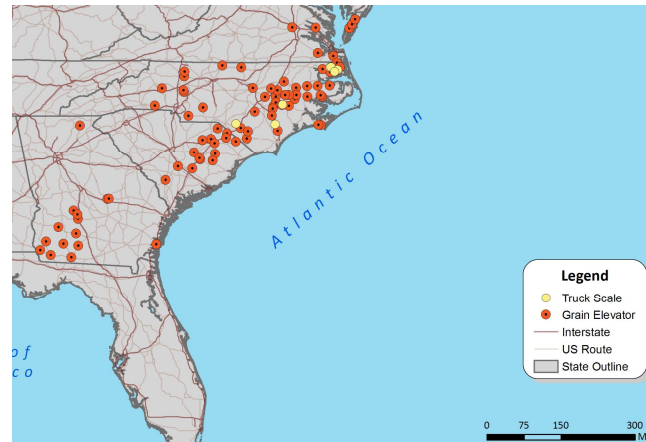 Atlantic Ocean
of
co
Legend
Truck Scale
Grain Elevator
Interstate
US Route
State Outline
0 75 150 300
M